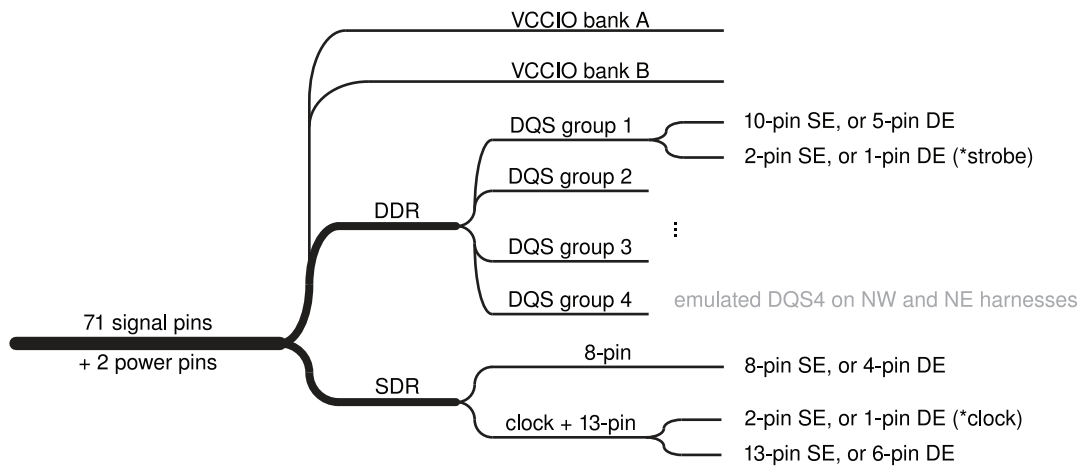 VCCIO bank A
VCCIO bank B
DQS group 1
10-pin SE, or 5-pin DE
2-pin SE, or 1-pin DE (*strobe)
DQS group 2
DDR
...
DQS group 3
DQS group 4
emulated DQS4 on NW and NE harnesses
71 signal pins
+ 2 power pins
8-pin
8-pin SE, or 4-pin DE
SDR
clock + 13-pin
2-pin SE, or 1-pin DE (*clock)
13-pin SE, or 6-pin DE